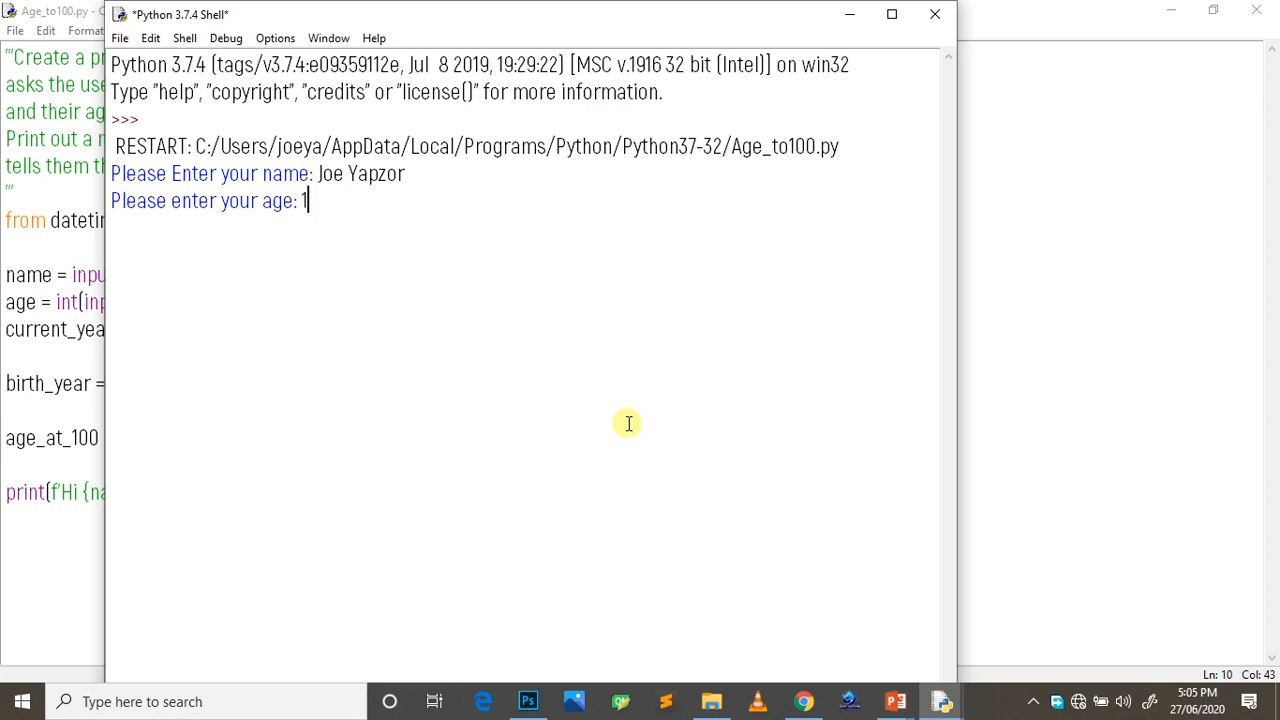 Age_to100.py - C
*Python 3.7.4 Shell*
File Edit Format
File Edit Shell Debug Options Window Help
'''Create a pr
asks the use
and their ag
Print out a m
tells them th
'''
from datetin
name = inpu
age = int(inp
current_yea
birth_year =
age_at_100
print(f'Hi {na
Python 3.7.4 (tags/v3.7.4:e09359112e, Jul 8 2019, 19:29:22) [MSC v.1916 32 bit (Intel)] on win32
Type "help", "copyright", "credits" or "license()" for more information.
>>>
RESTART: C:/Users/joeya/AppData/Local/Programs/Python/Python37-32/Age_to100.py
Please Enter your name: Joe Yapzor
Please enter your age: 1
Ln: 10 Col: 43
Type here to search
Ps
5:05 PM
27/06/2020